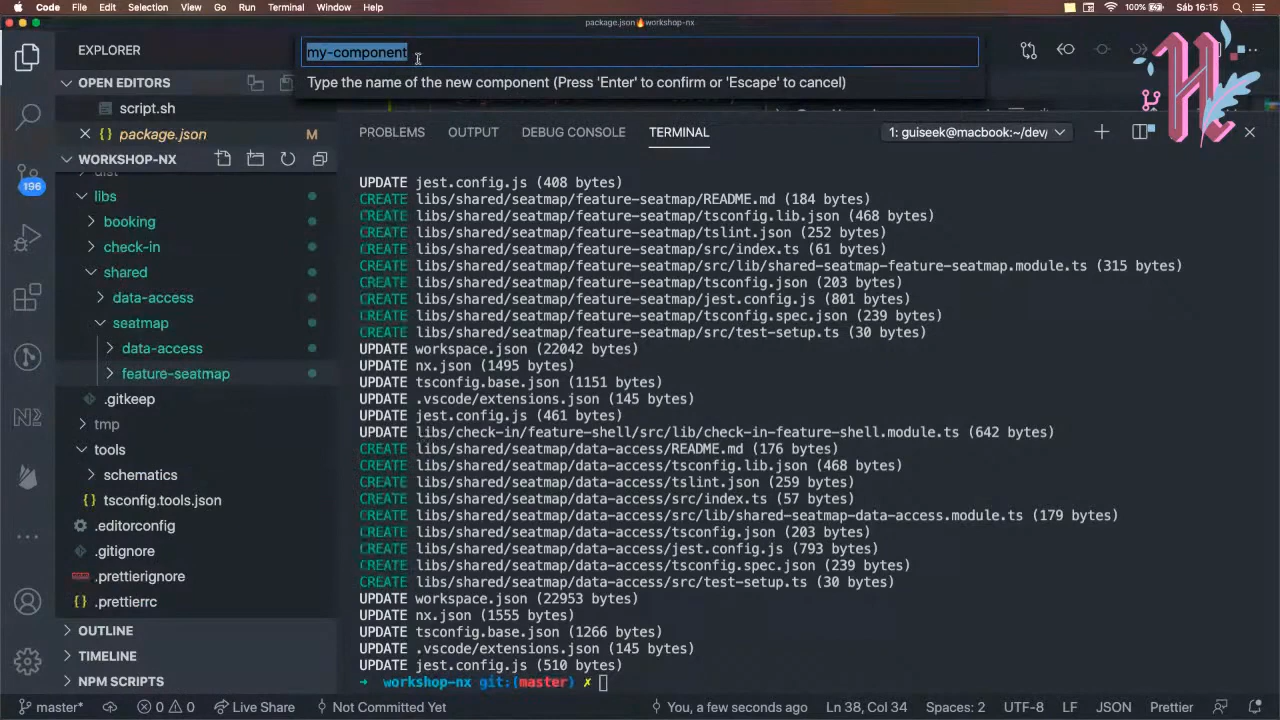 Code File Edit Selection View Go Run Terminal Window Help 100% Sáb 16:15
package.json🔥workshop-nx
EXPLORER
my-component
Type the name of the new component (Press 'Enter' to confirm or 'Escape' to cancel)
OPEN EDITORS
script.sh
{} package.json M
WORKSHOP-NX
dist
libs
booking
check-in
shared
data-access
seatmap
data-access
feature-seatmap
.gitkeep
tmp
tools
schematics
{} tsconfig.tools.json
.editorconfig
.gitignore
.prettierignore
{} .prettierrc
OUTLINE
TIMELINE
NPM SCRIPTS
196
PROBLEMS OUTPUT DEBUG CONSOLE TERMINAL 1: guiseek@macbook:~/dev/
UPDATE jest.config.js (408 bytes)
CREATE libs/shared/seatmap/feature-seatmap/README.md (184 bytes)
CREATE libs/shared/seatmap/feature-seatmap/tsconfig.lib.json (468 bytes)
CREATE libs/shared/seatmap/feature-seatmap/tslint.json (252 bytes)
CREATE libs/shared/seatmap/feature-seatmap/src/index.ts (61 bytes)
CREATE libs/shared/seatmap/feature-seatmap/src/lib/shared-seatmap-feature-seatmap.module.ts (315 bytes)
CREATE libs/shared/seatmap/feature-seatmap/tsconfig.json (203 bytes)
CREATE libs/shared/seatmap/feature-seatmap/jest.config.js (801 bytes)
CREATE libs/shared/seatmap/feature-seatmap/tsconfig.spec.json (239 bytes)
CREATE libs/shared/seatmap/feature-seatmap/src/test-setup.ts (30 bytes)
UPDATE workspace.json (22042 bytes)
UPDATE nx.json (1495 bytes)
UPDATE tsconfig.base.json (1151 bytes)
UPDATE .vscode/extensions.json (145 bytes)
UPDATE jest.config.js (461 bytes)
UPDATE libs/check-in/feature-shell/src/lib/check-in-feature-shell.module.ts (642 bytes)
CREATE libs/shared/seatmap/data-access/README.md (176 bytes)
CREATE libs/shared/seatmap/data-access/tsconfig.lib.json (468 bytes)
CREATE libs/shared/seatmap/data-access/tslint.json (259 bytes)
CREATE libs/shared/seatmap/data-access/src/index.ts (57 bytes)
CREATE libs/shared/seatmap/data-access/src/lib/shared-seatmap-data-access.module.ts (179 bytes)
CREATE libs/shared/seatmap/data-access/tsconfig.json (203 bytes)
CREATE libs/shared/seatmap/data-access/jest.config.js (793 bytes)
CREATE libs/shared/seatmap/data-access/tsconfig.spec.json (239 bytes)
CREATE libs/shared/seatmap/data-access/src/test-setup.ts (30 bytes)
UPDATE workspace.json (22953 bytes)
UPDATE nx.json (1555 bytes)
UPDATE tsconfig.base.json (1266 bytes)
UPDATE .vscode/extensions.json (145 bytes)
UPDATE jest.config.js (510 bytes)
→ workshop-nx git:(master) ✗
master* 0 0 Live Share Not Committed Yet You, a few seconds ago Ln 38, Col 34 Spaces: 2 UTF-8 LF JSON Prettier